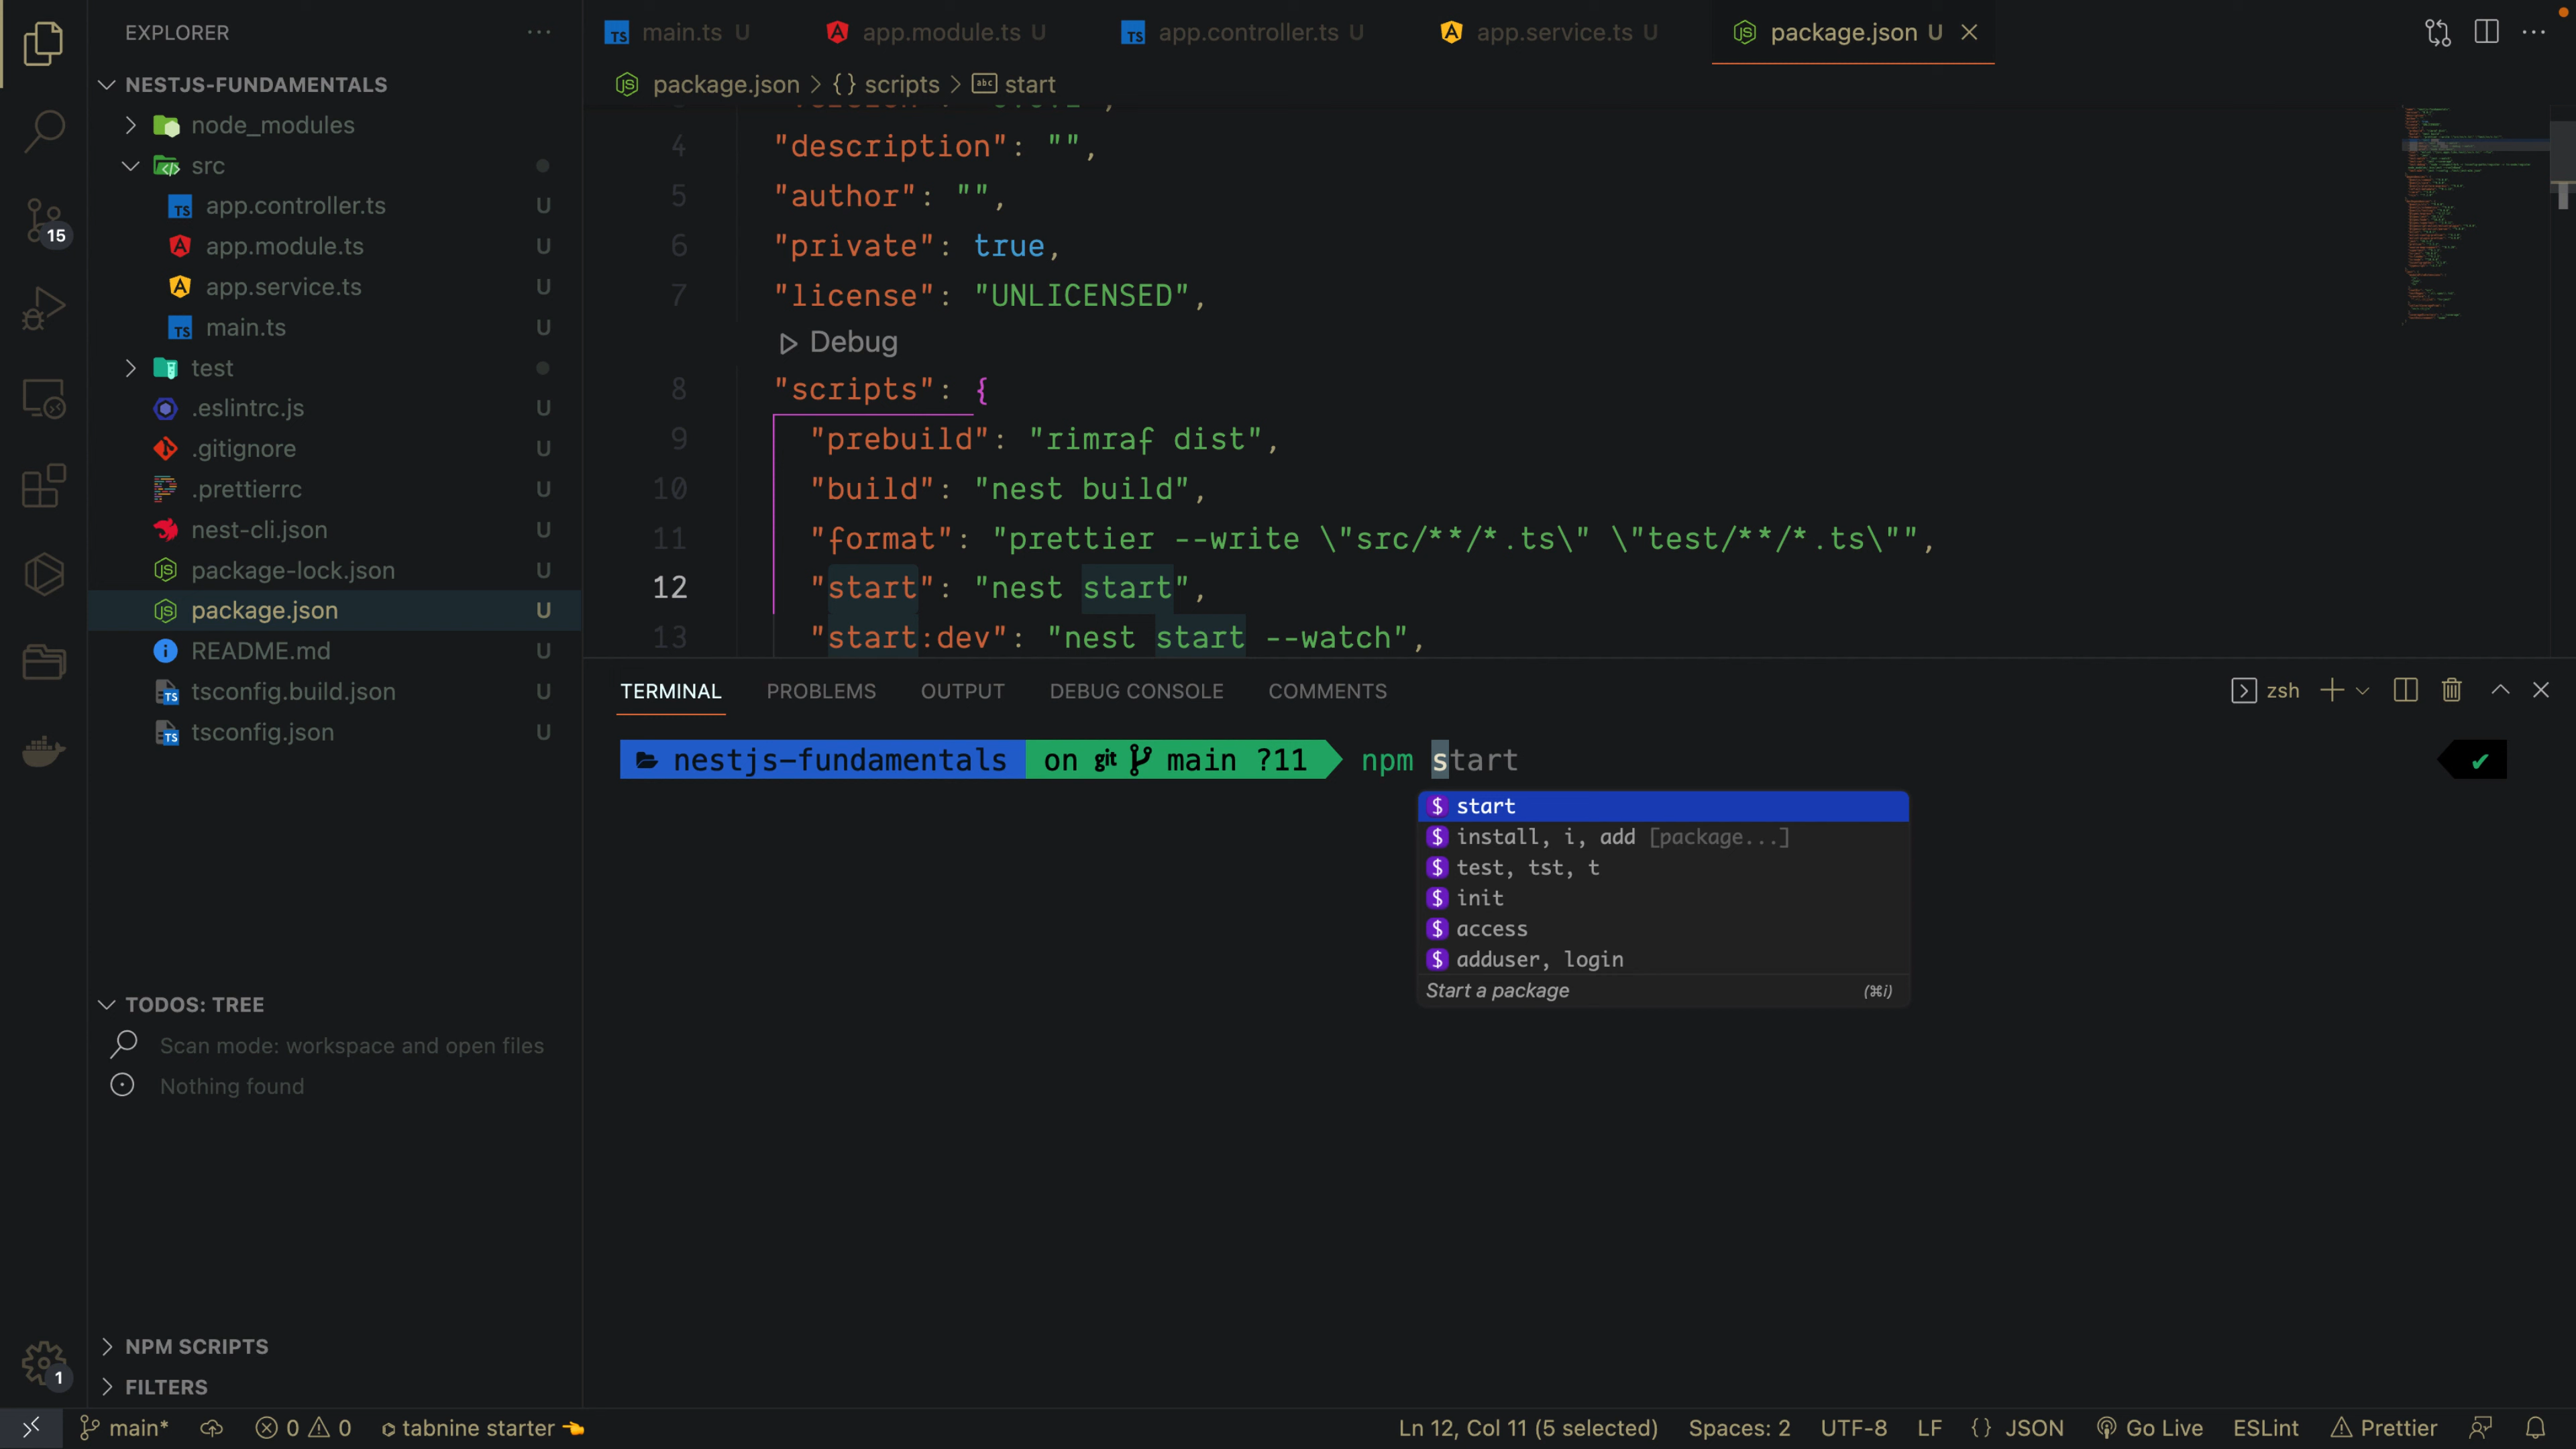 EXPLORER
NESTJS-FUNDAMENTALS
node_modules
src
app.controller.ts U
app.module.ts U
app.service.ts U
main.ts U
test
.eslintrc.js U
.gitignore U
.prettierrc U
nest-cli.json U
package-lock.json U
package.json U
README.md U
tsconfig.build.json U
tsconfig.json U
15
TODOS: TREE
Scan mode: workspace and open files
Nothing found
NPM SCRIPTS
FILTERS
1
main.ts U app.module.ts U app.controller.ts U app.service.ts U package.json U
package.json > {} scripts > abc start
4 "description": "",
5 "author": "",
6 "private": true,
7 "license": "UNLICENSED",
Debug
8 "scripts": {
9 "prebuild": "rimraf dist",
10 "build": "nest build",
11 "format": "prettier --write \"src/**/*.ts\" \"test/**/*.ts\"",
12 "start": "nest start",
13 "start:dev": "nest start --watch",
TERMINAL PROBLEMS OUTPUT DEBUG CONSOLE COMMENTS zsh
nestjs-fundamentals on git main ?11 npm start
$ start
$ install, i, add [package...]
$ test, tst, t
$ init
$ access
$ adduser, login
Start a package (⌘i)
main* 0 0 tabnine starter Ln 12, Col 11 (5 selected) Spaces: 2 UTF-8 LF {} JSON Go Live ESLint Prettier